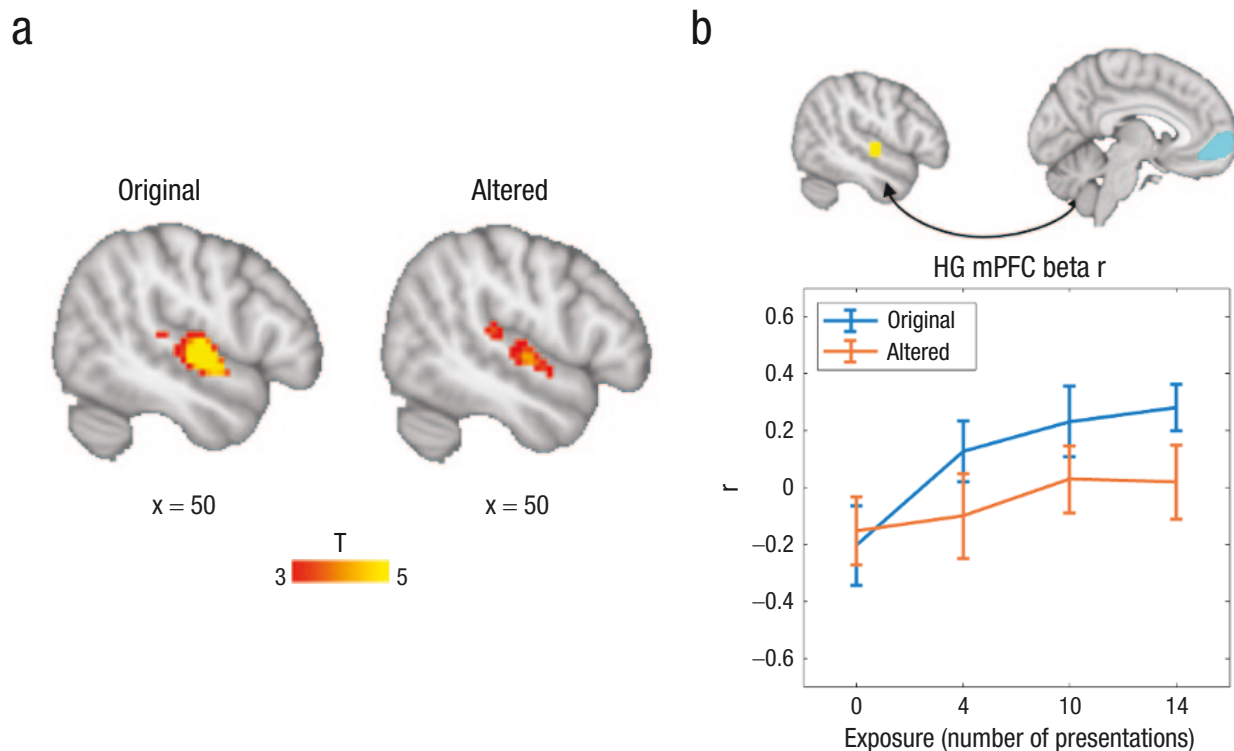 a
Original
Altered
x = 50
x = 50
T
3
5
b
HG mPFC beta r
Original
Altered
0.6
0.4
0.2
0
−0.2
−0.4
−0.6
r
0
4
10
14
Exposure (number of presentations)